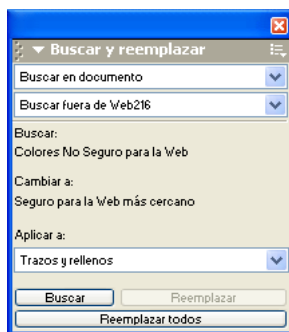 Buscar y reemplazar
Buscar en documento
Buscar fuera de Web216
Buscar:
Colores No Seguro para la Web
Cambiar a:
Seguro para la Web más cercano
Aplicar a:
Trazos y rellenos
Buscar Reemplazar
Reemplazar todos